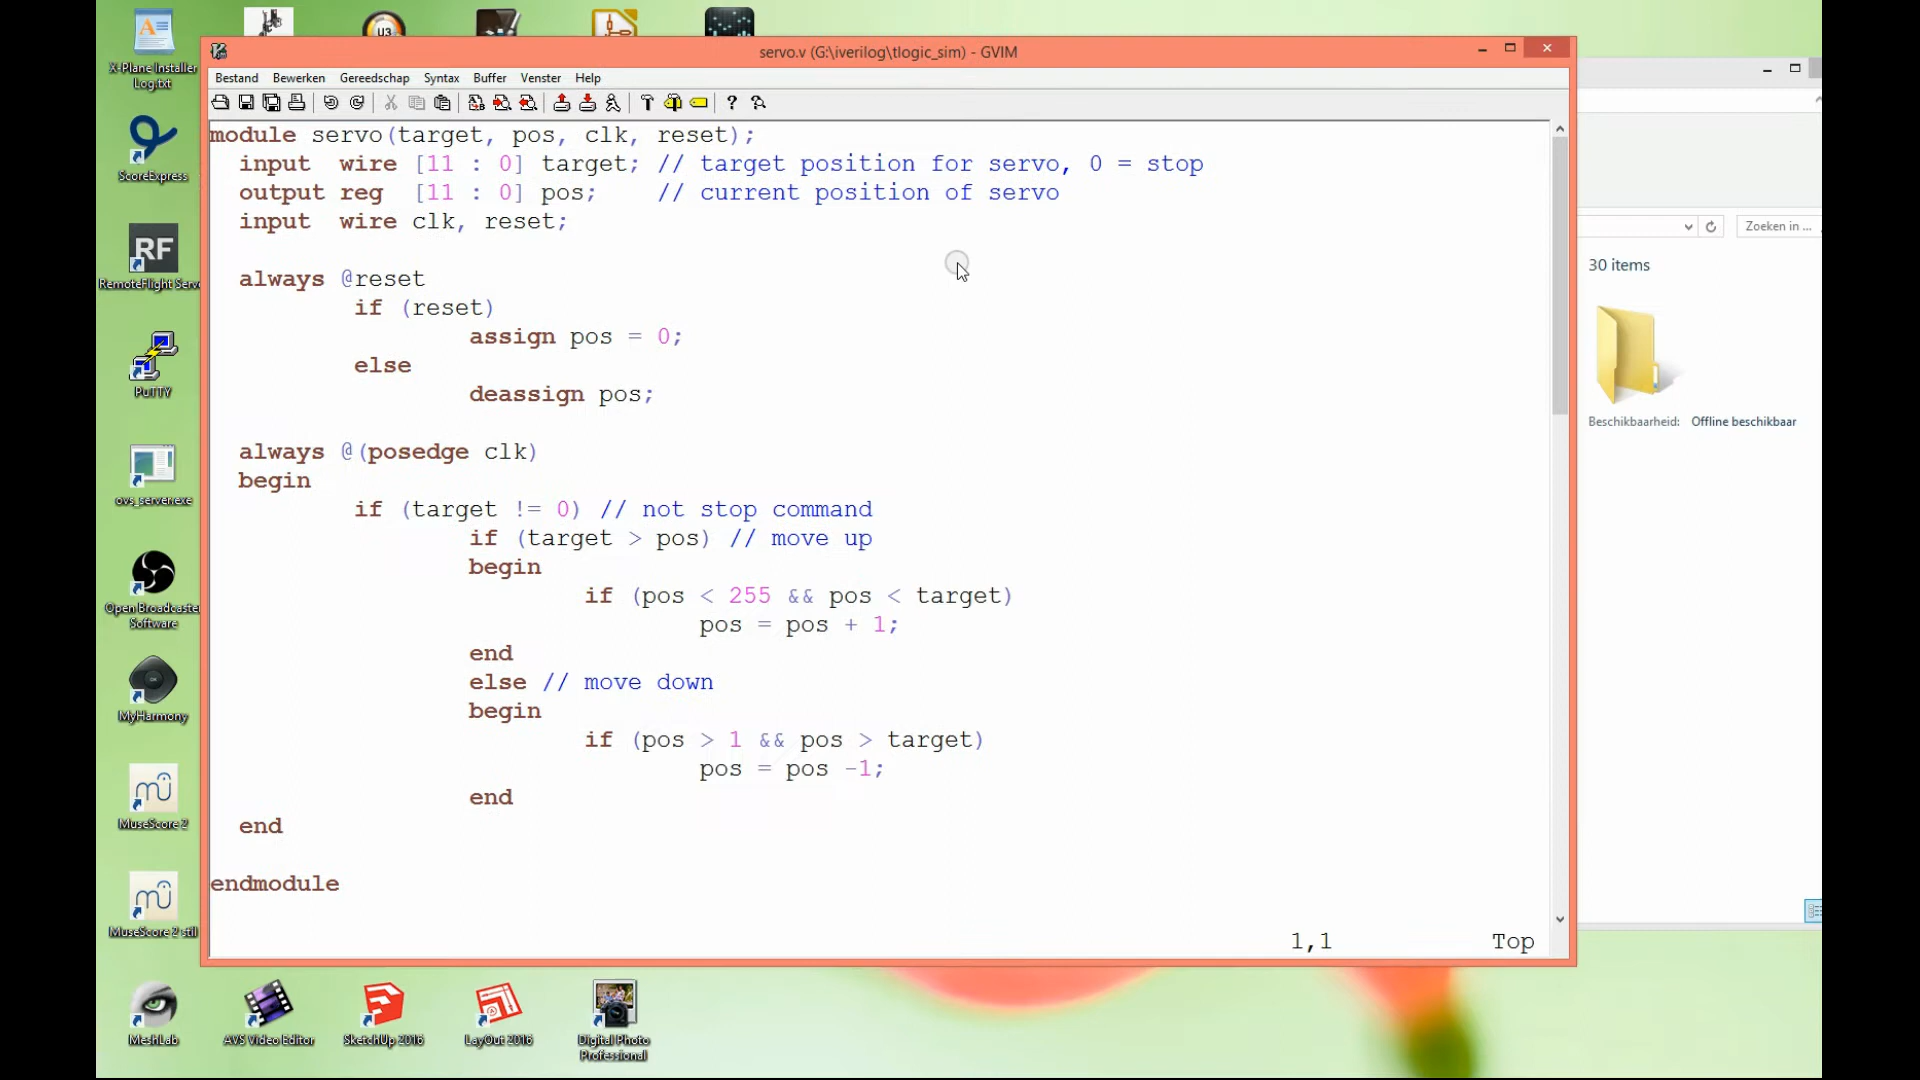 servo.v (G:\iverilog\tlogic_sim) - GVIM
Bestand Bewerken Gereedschap Syntax Buffer Venster Help
module servo(target, pos, clk, reset);
input wire [11 : 0] target; // target position for servo, 0 = stop
output reg [11 : 0] pos; // current position of servo
input wire clk, reset;
always @reset
if (reset)
assign pos = 0;
else
deassign pos;
always @(posedge clk)
begin
if (target != 0) // not stop command
if (target > pos) // move up
begin
if (pos < 255 && pos < target)
pos = pos + 1;
end
else // move down
begin
if (pos > 1 && pos > target)
pos = pos -1;
end
end
endmodule
1,1 Top
X-Plane Installer
Log.txt
ScoreExpress
RF
RemoteFlight Serv
PuTTY
ovs_server.exe
Open Broadcaster
Software
MyHarmony
MuseScore 2
MuseScore 2 still
MeshLab
AVS Video Editor
SketchUp 2016
LayOut 2016
Digital Photo
Professional
U3
Zoeken in ...
30 items
Beschikbaarheid: Offline beschikbaar